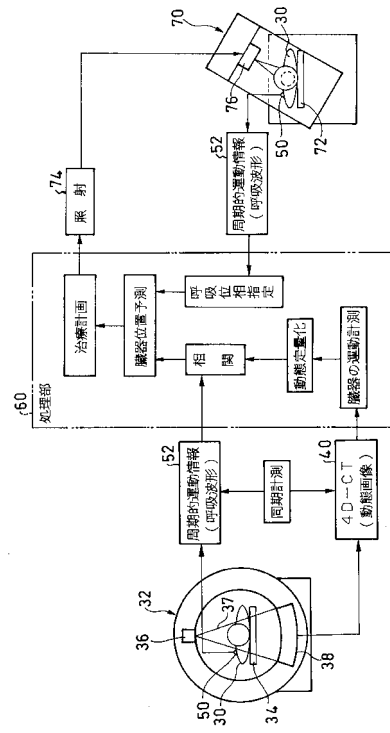 32
36
37
50
30
34
38
52
周期的運動情報
(呼吸波形)
同期計測
40
4D-CT
(動態画像)
60
処理部
治療計画
臓器位置予測
呼吸位相指定
相関
動態定量化
臓器の運動計測
74
照射
52
周期的運動情報
(呼吸波形)
70
76
30
50
72